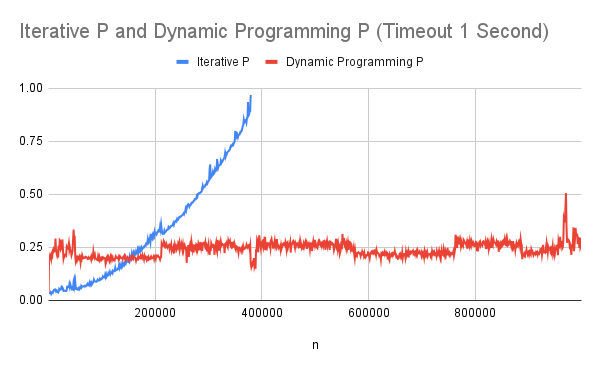 Iterative P and Dynamic Programming P (Timeout 1 Second)
Iterative P Dynamic Programming P
1.00
0.75
0.50
0.25
0.00
200000 400000 600000 800000
n